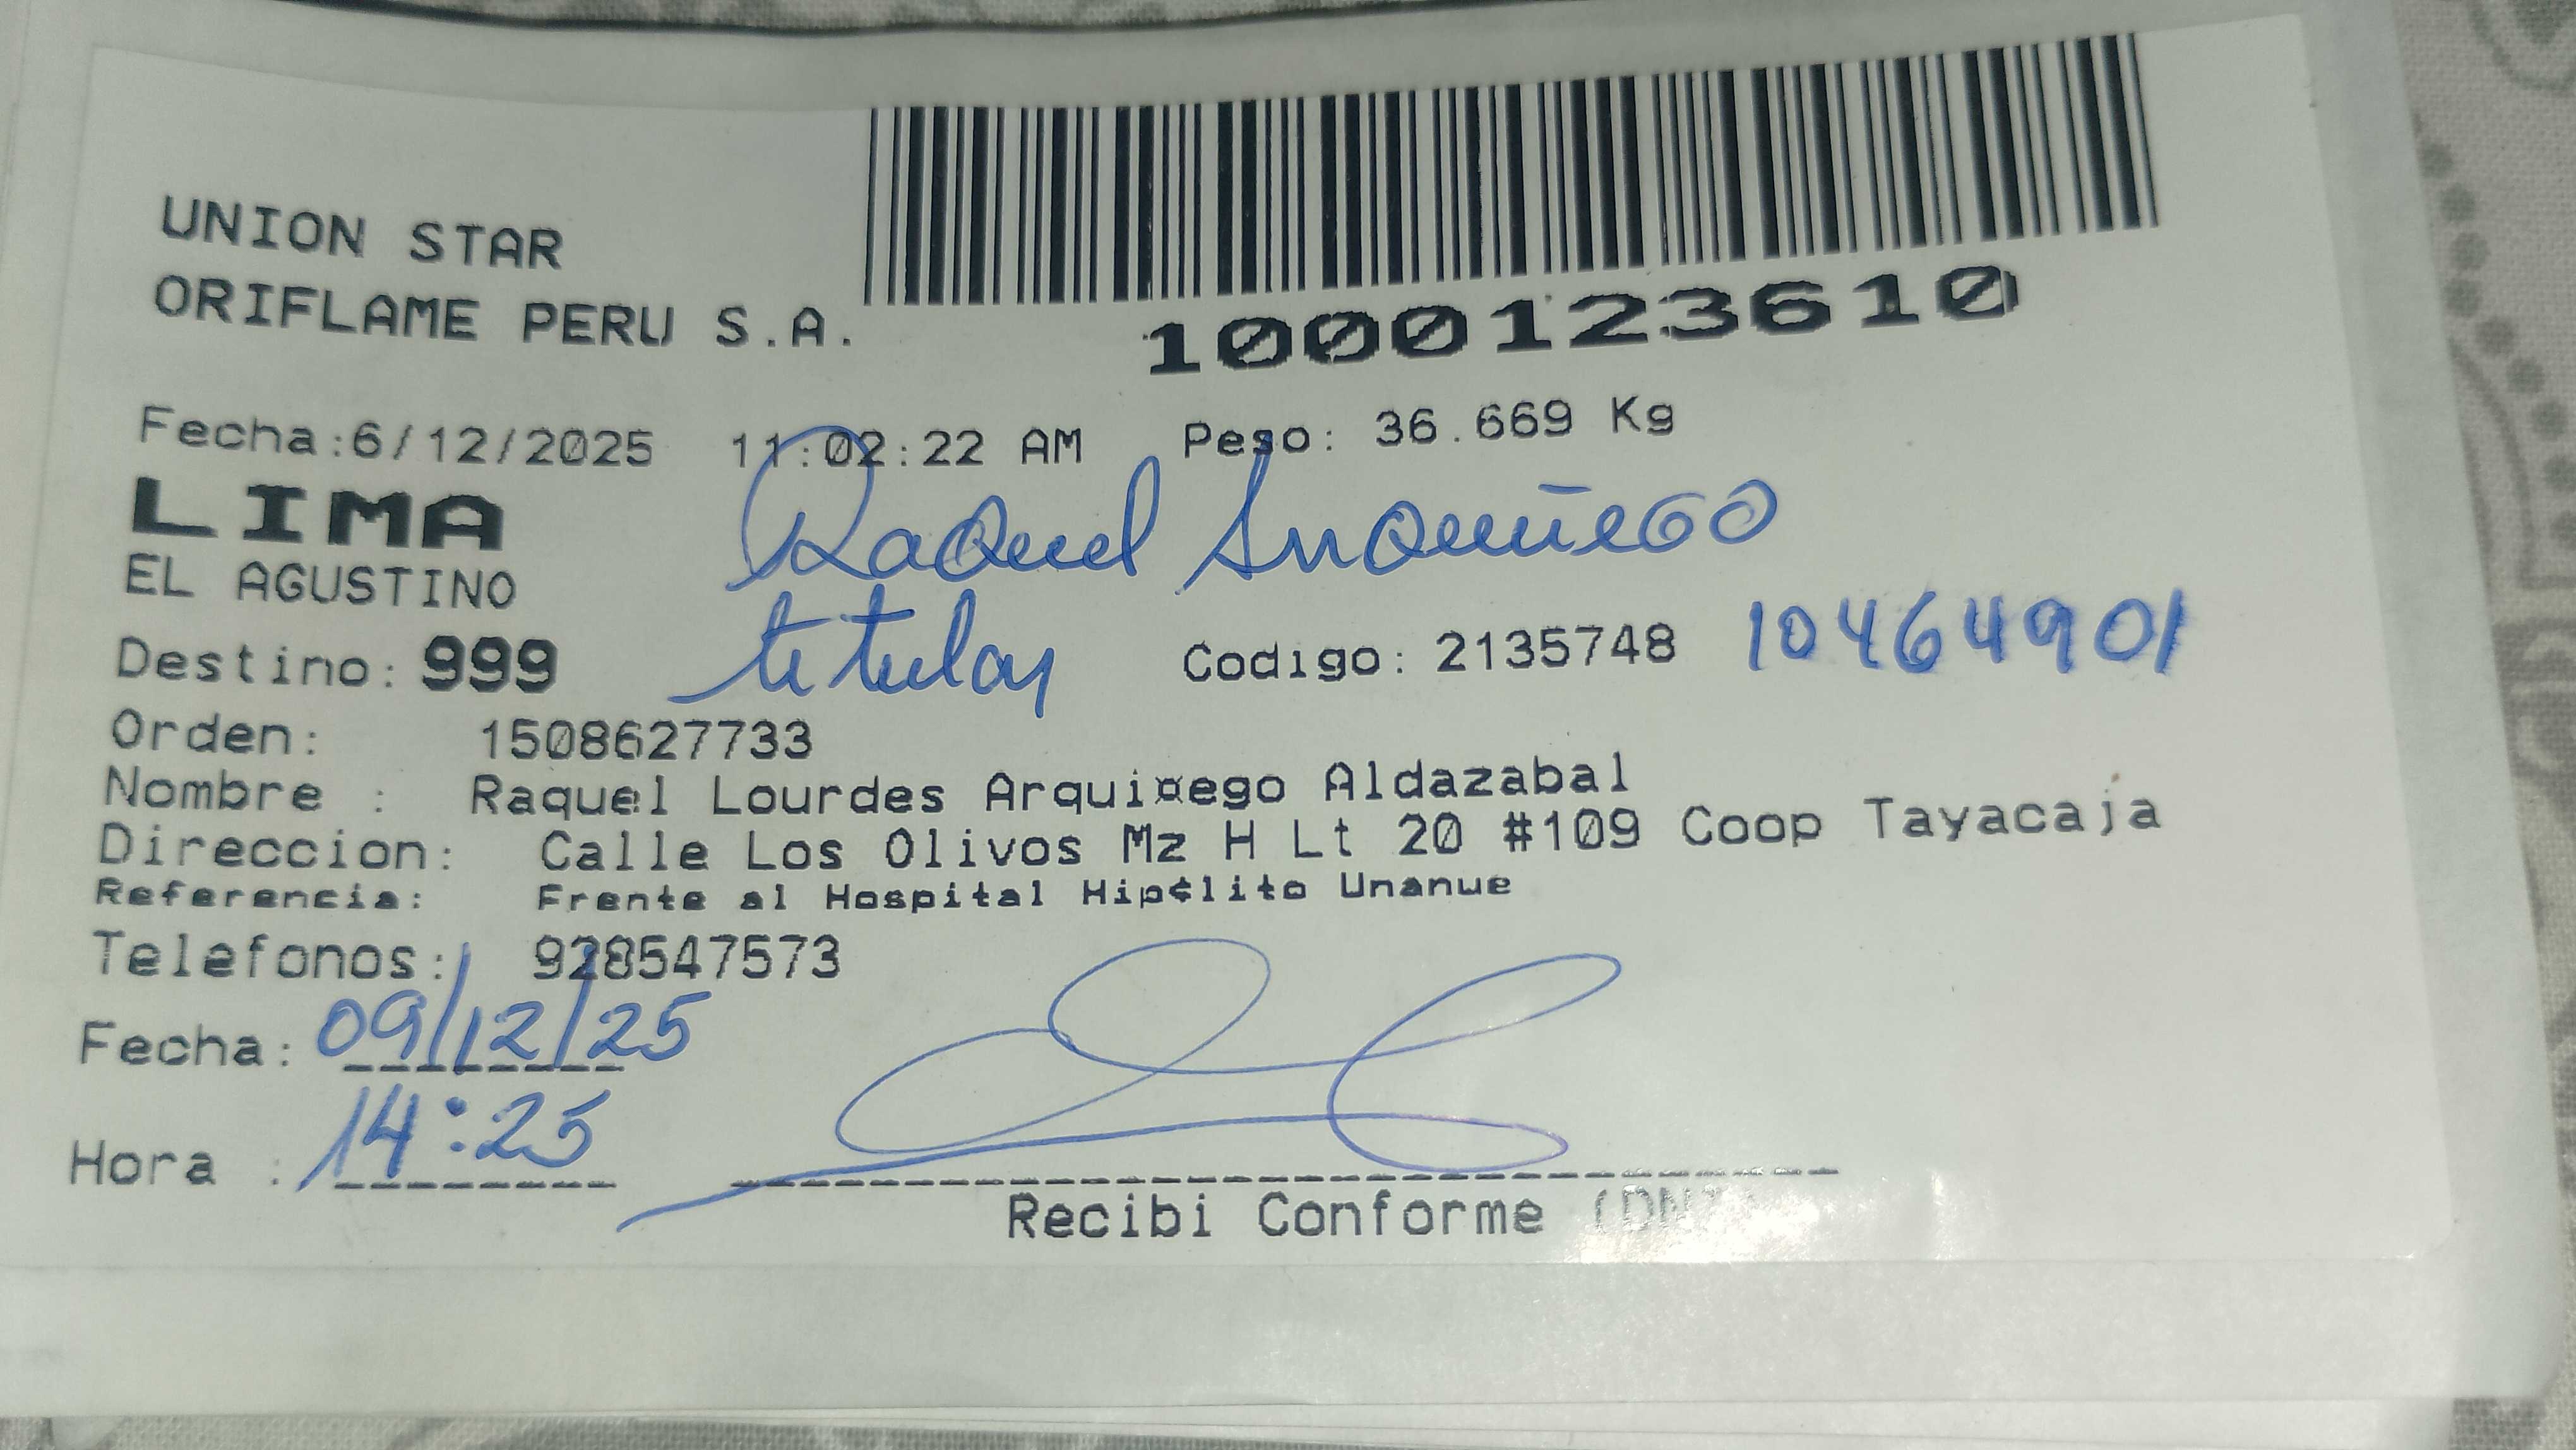 UNION STAR
ORIFLAME PERU S.A.
1000123610
Fecha:6/12/2025 11:02:22 AM Peso: 36.669 Kg
LIMA
Raquel Arquiñego
EL AGUSTINO
Destino: 999 titular Codigo: 2135748 10464901
Orden: 1508627733
Nombre : Raquel Lourdes Arqui¤ego Aldazabal
Direccion: Calle Los Olivos Mz H Lt 20 #109 Coop Tayacaja
Referencia: Frente al Hospital Hip¢lito Unanue
Telefonos: 928547573
Fecha: 09/12/25
Hora : 14:25
Recibi Conforme (DNI)